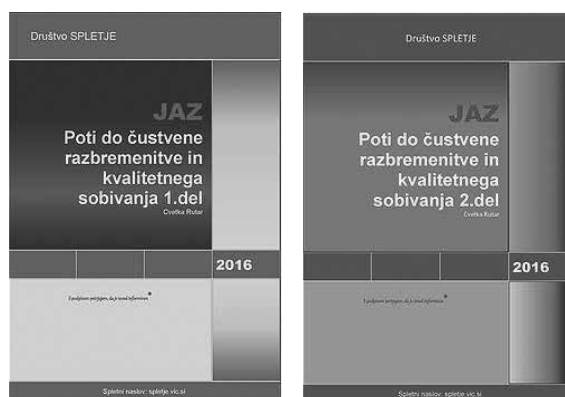 Društvo SPLETJE
JAZ
Poti do čustvene
razbremenitve in
kvalitetnega
sobivanja 1.del
Cvetka Rutar
2016
Spletni naslov: spletje.vic.si
Društvo SPLETJE
JAZ
Poti do čustvene
razbremenitve in
kvalitetnega
sobivanja 2.del
Cvetka Rutar
2016
Spletni naslov: spletje.vic.si